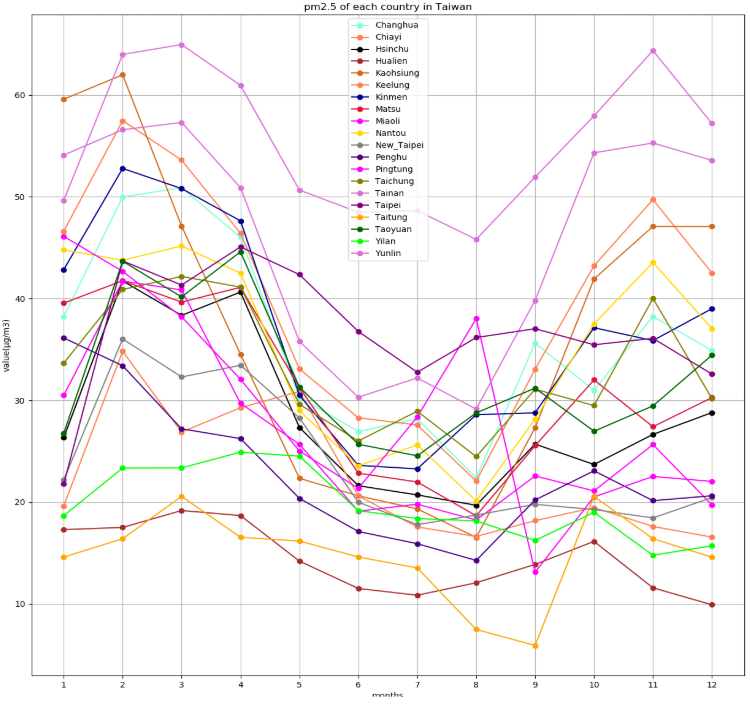 pm2.5 of each country in Taiwan
Changhua
Chiayi
Hsinchu
Hualien
Kaohsiung
Keelung
Kinmen
Matsu
Miaoli
Nantou
New_Taipei
Penghu
Pingtung
Taichung
Tainan
Taipei
Taitung
Taoyuan
Yilan
Yunlin
value(μg/m3)
60
50
40
30
20
10
1 2 3 4 5 6 7 8 9 10 11 12
months